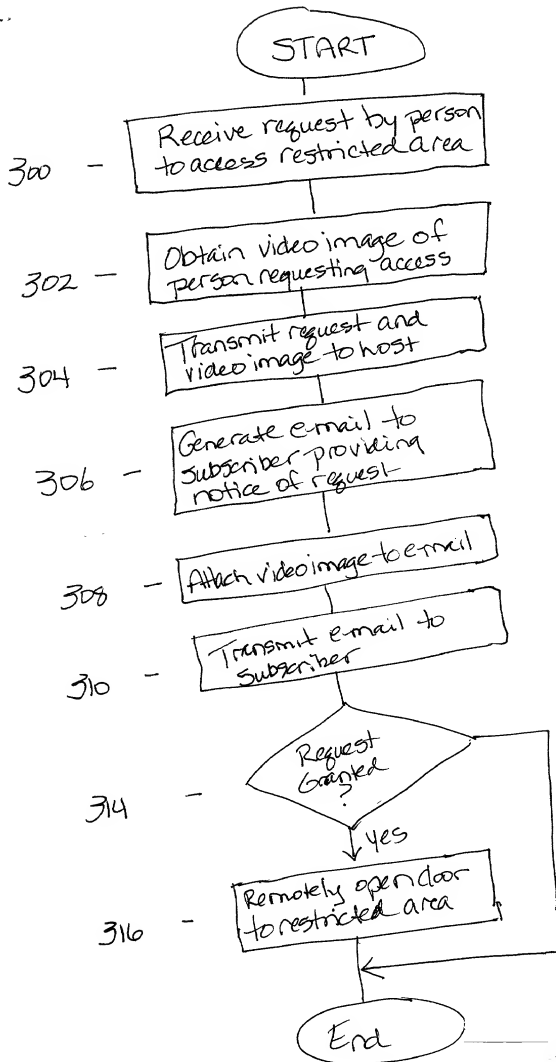 START
300 - Receive request by person
to access restricted area
302 - Obtain video image of
person requesting access
304 - Transmit request and
video image to host
306 - Generate e-mail to
subscriber providing
notice of request
308 - Attach video image to e-mail
310 - Transmit e-mail to
subscriber
314 - Request
Granted
?
yes
316 - Remotely open door
to restricted area
End